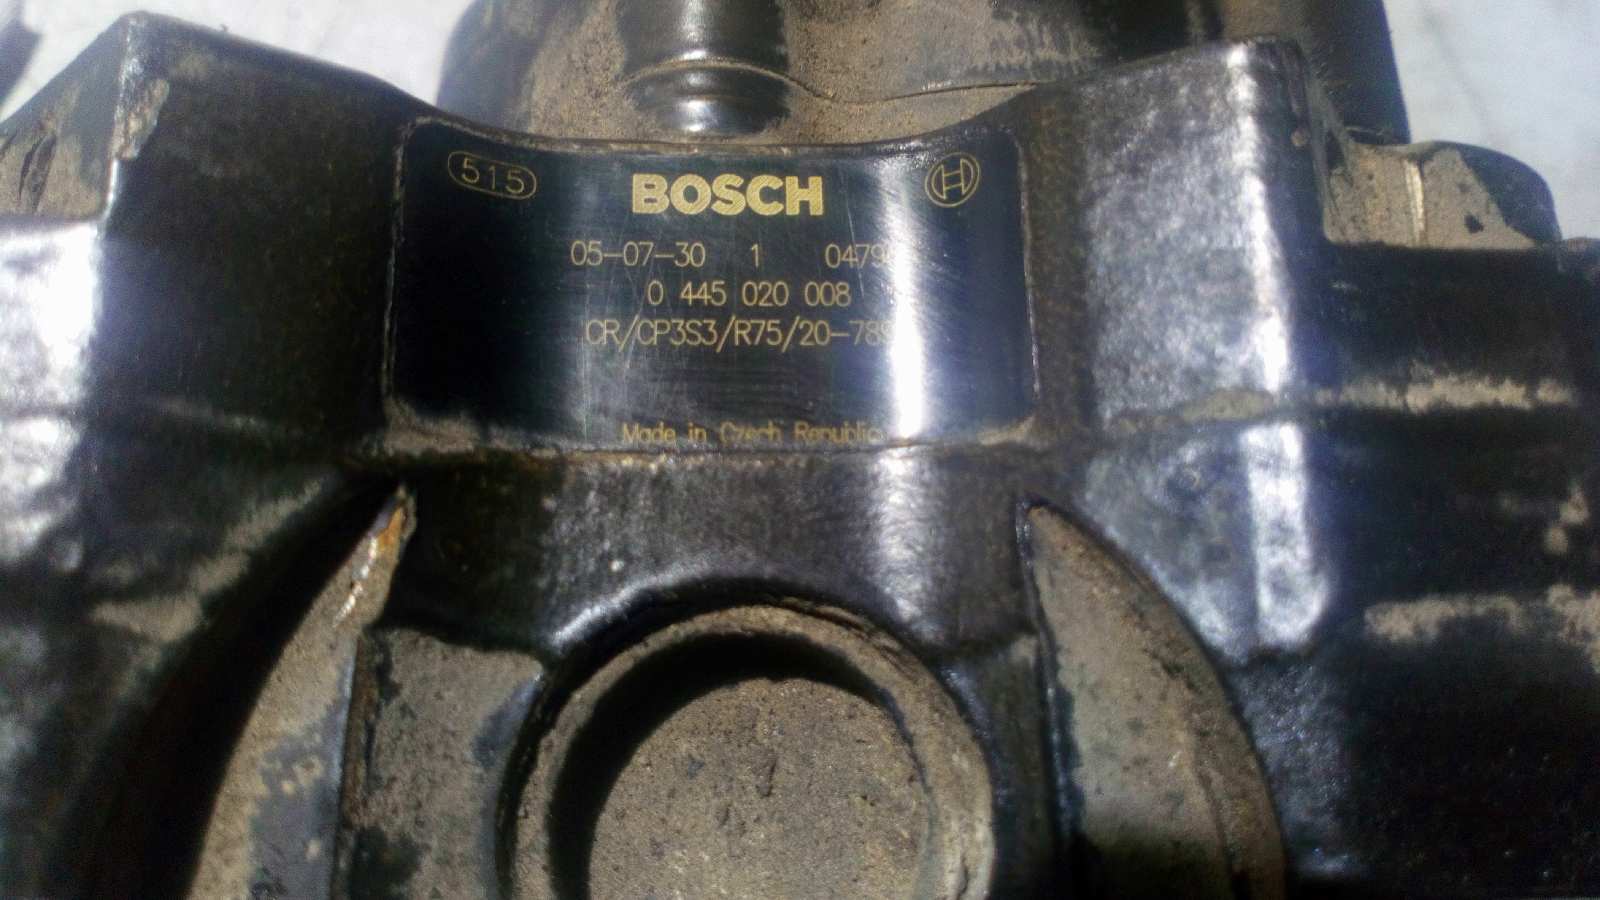 515 BOSCH
05-07-30 1
0 445 020 008
CR/CP3S3/R75/20-789
Made in Czech Republic